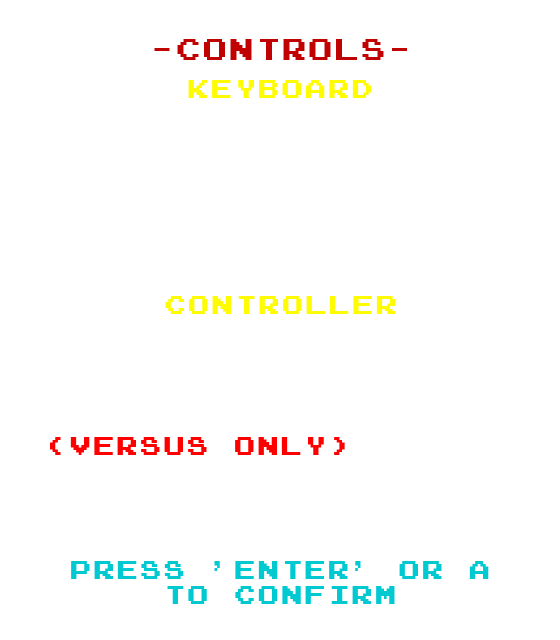 -CONTROLS-
KEYBOARD
CONTROLLER
(VERSUS ONLY)
PRESS 'ENTER' OR A
TO CONFIRM